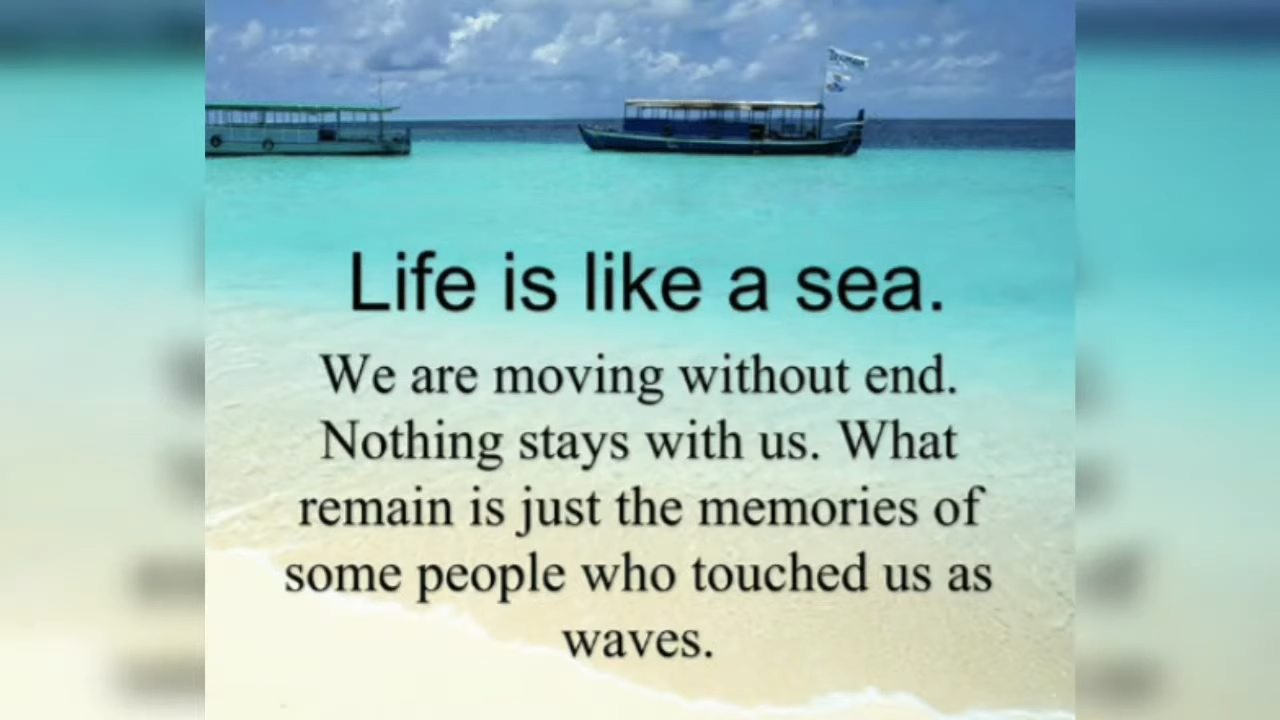 Life is like a sea.
We are moving without end.
Nothing stays with us. What
remain is just the memories of
some people who touched us as
waves.